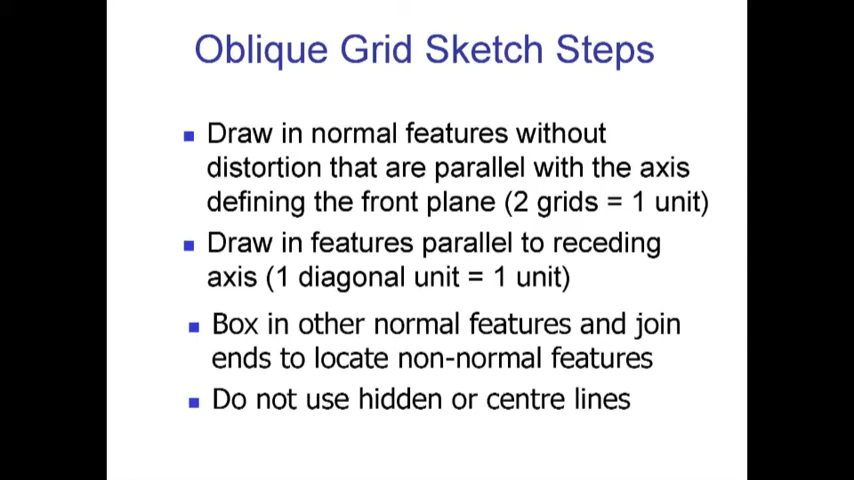 Oblique Grid Sketch Steps
Draw in normal features without
distortion that are parallel with the axis
defining the front plane (2 grids = 1 unit)
Draw in features parallel to receding
axis (1 diagonal unit = 1 unit)
Box in other normal features and join
ends to locate non-normal features
Do not use hidden or centre lines